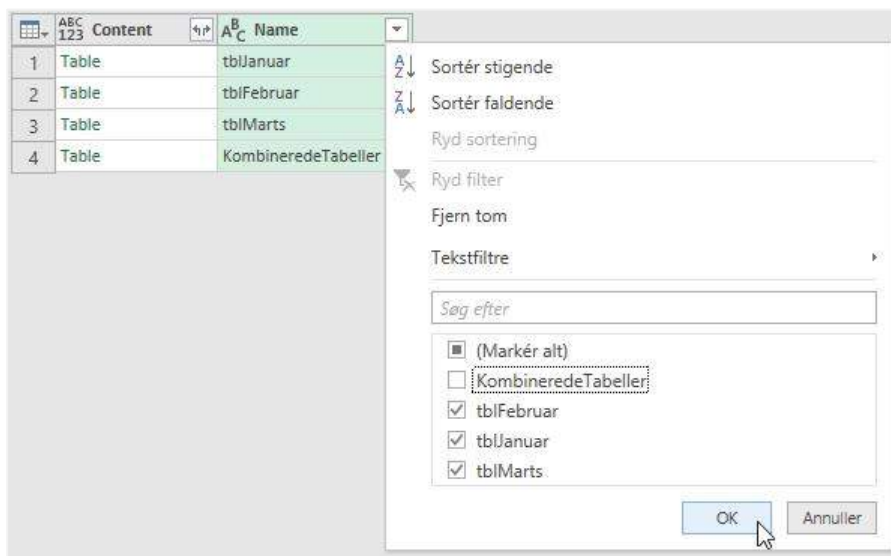 ABC 123 Content ABC Name
1 Table tblJanuar
2 Table tblFebruar
3 Table tblMarts
4 Table KombineredeTabeller
AZ Sortér stigende
ZA Sortér faldende
Ryd sortering
Ryd filter
Fjern tom
Tekstfiltre
Søg efter
(Markér alt)
KombineredeTabeller
tblFebruar
tblJanuar
tblMarts
OK Annuller